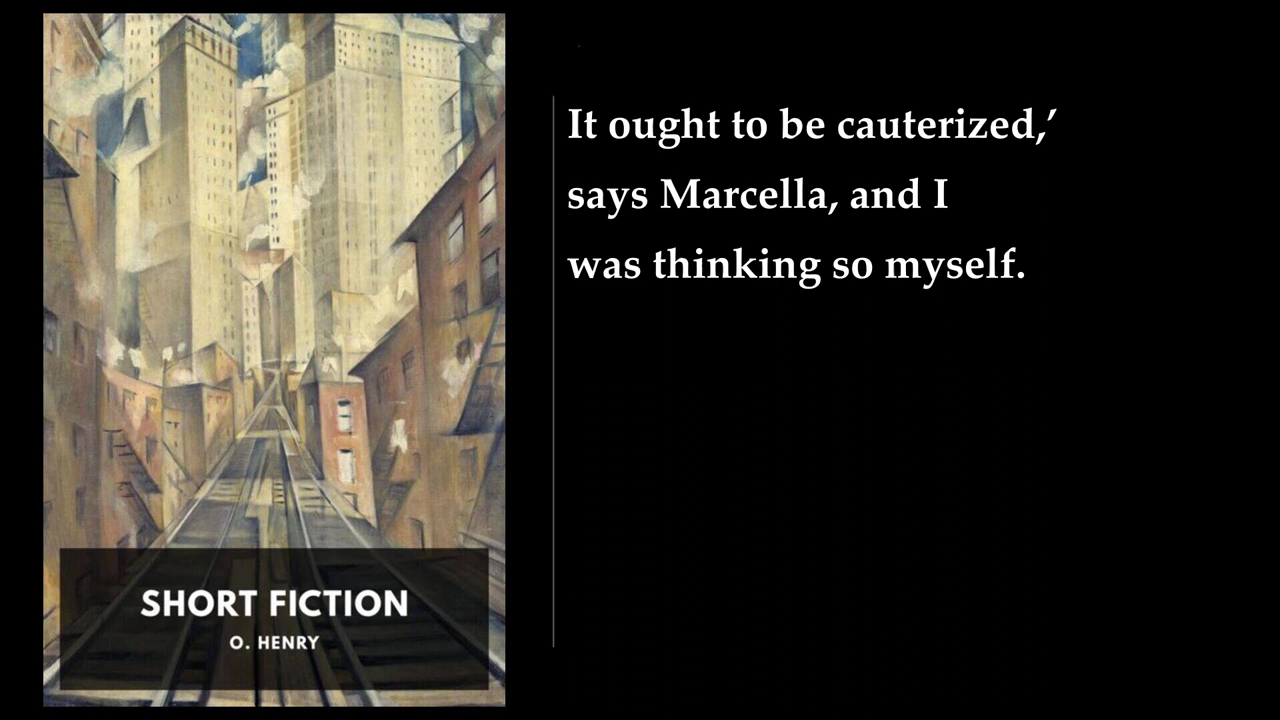 It ought to be cauterized,’
says Marcella, and I
was thinking so myself.
SHORT FICTION
O. HENRY